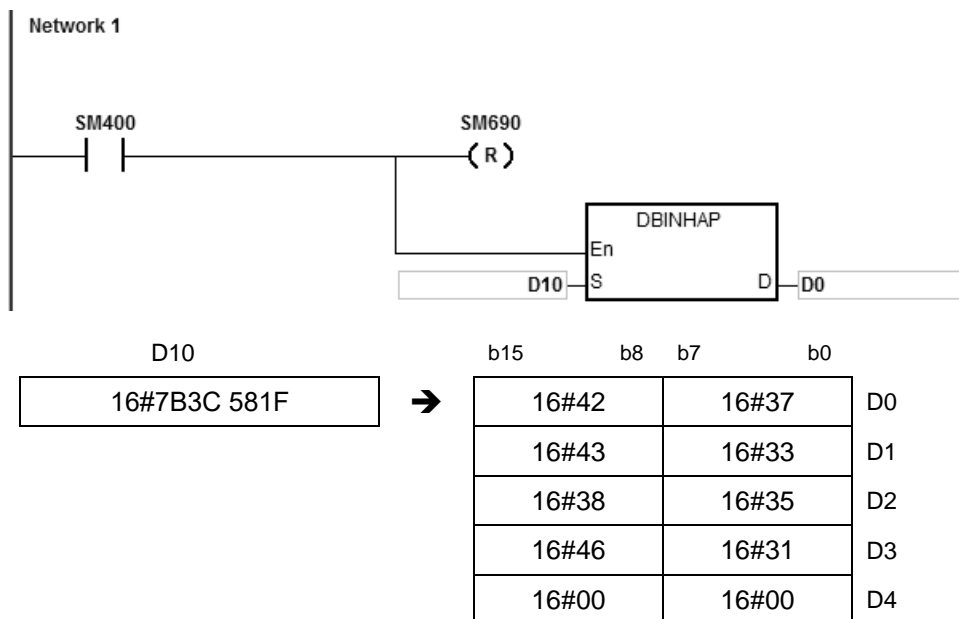 Network 1
SM400 SM690
( R )
DBINHAP
En
D10 S D D0
D10 b15 b8 b7 b0
16#7B3C 581F ➔ 16#42 16#37 D0
16#43 16#33 D1
16#38 16#35 D2
16#46 16#31 D3
16#00 16#00 D4